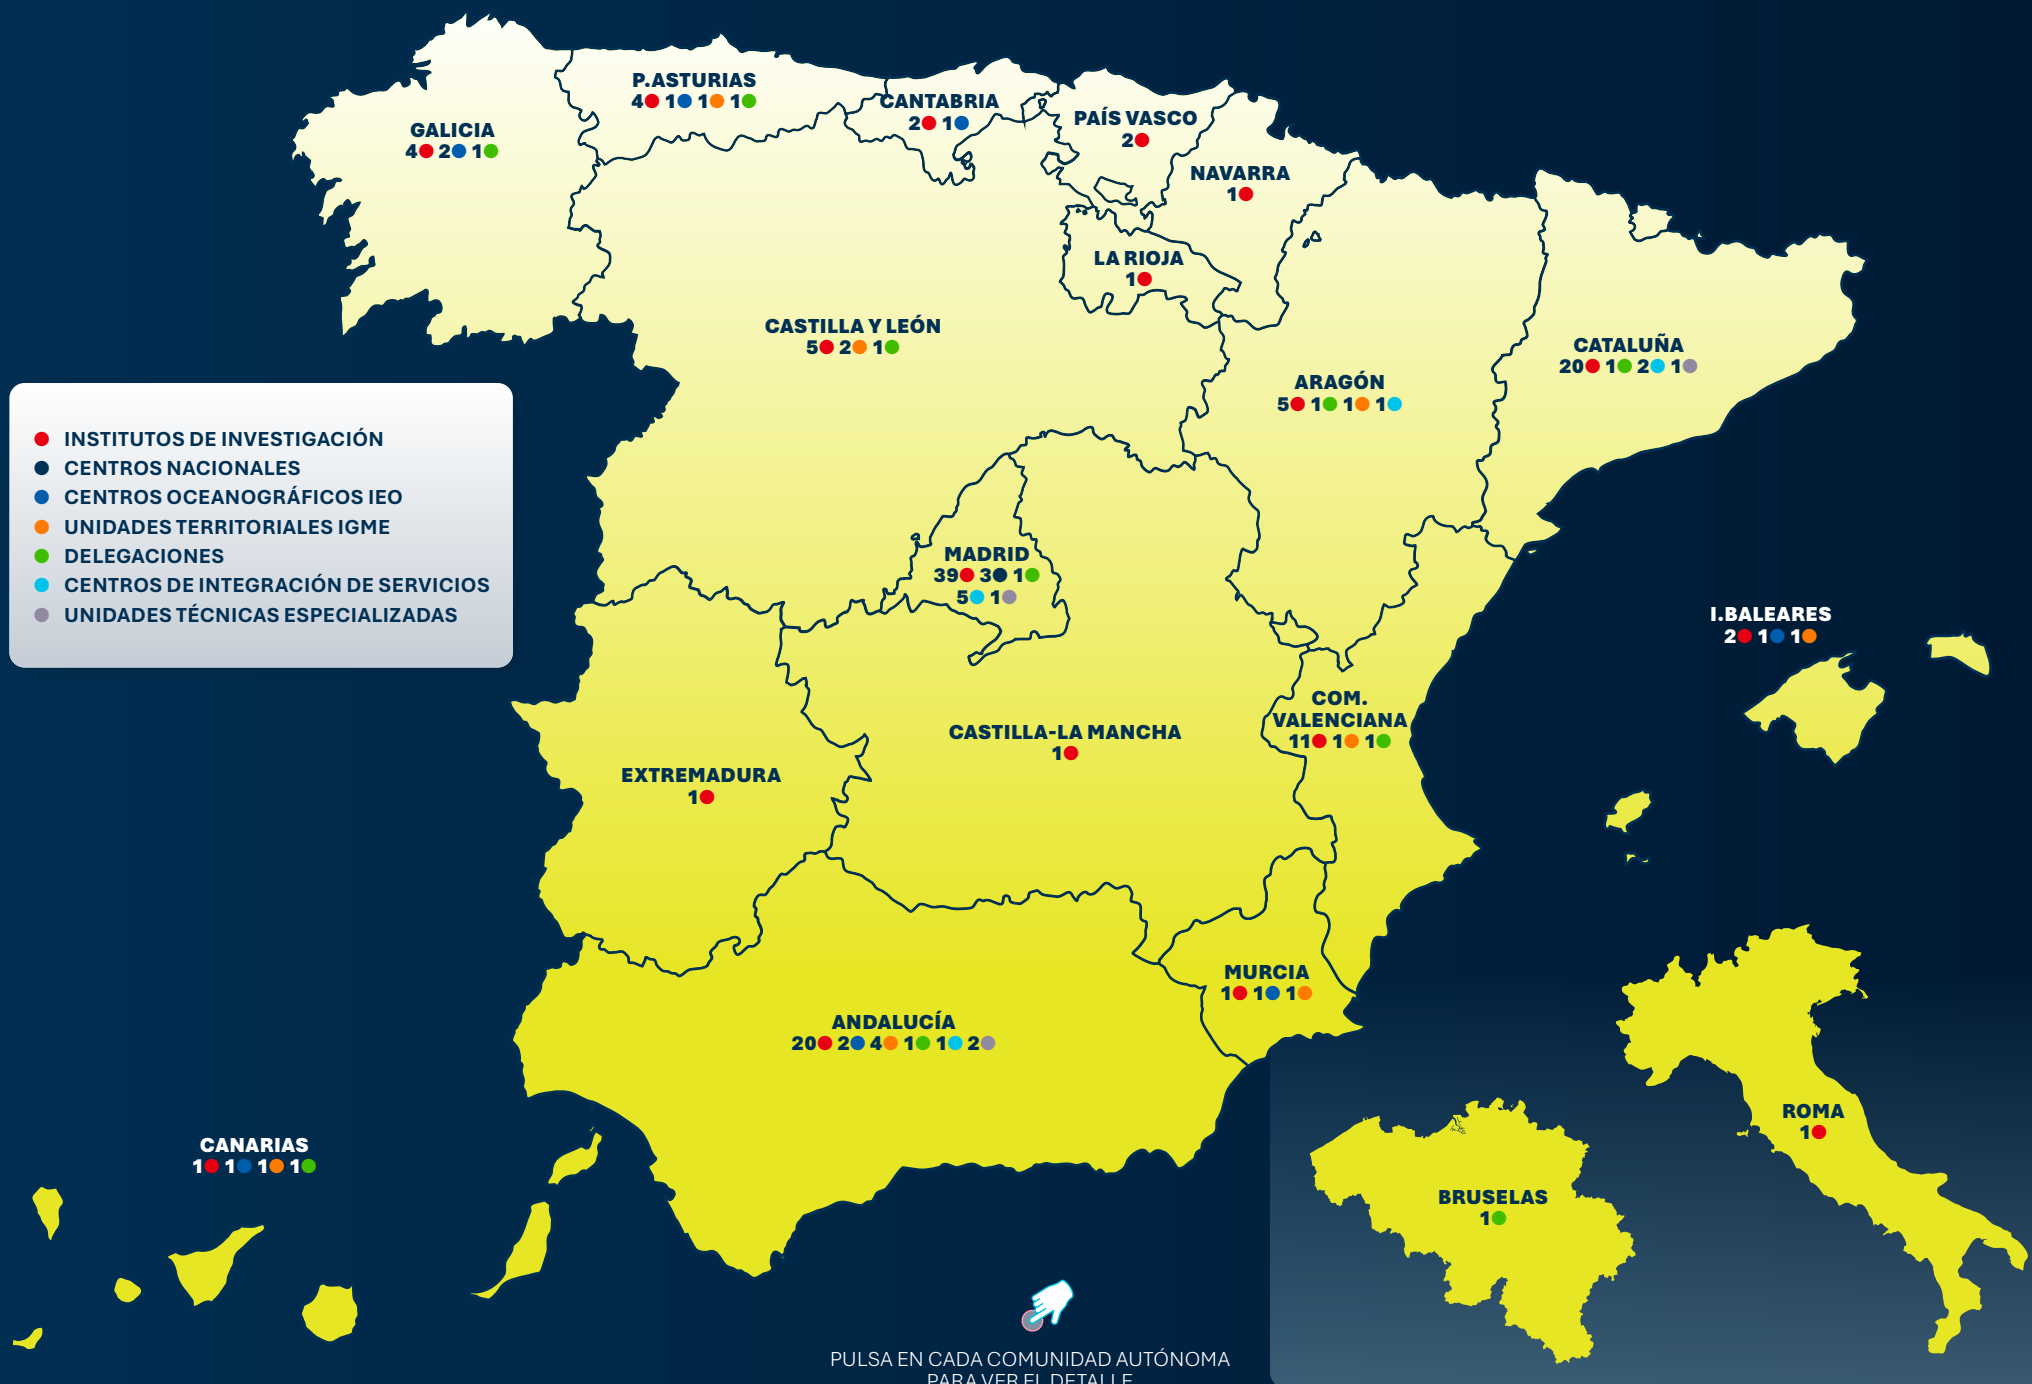 P.ASTURIAS
4 1 1 1
CANTABRIA
2 1
PAÍS VASCO
2
GALICIA
4 2 1
NAVARRA
1
LA RIOJA
1
CASTILLA Y LEÓN
5 2 1
CATALUÑA
20 1 2 1
ARAGÓN
5 1 1 1
INSTITUTOS DE INVESTIGACIÓN
CENTROS NACIONALES
CENTROS OCEANOGRÁFICOS IEO
UNIDADES TERRITORIALES IGME
DELEGACIONES
CENTROS DE INTEGRACIÓN DE SERVICIOS
UNIDADES TÉCNICAS ESPECIALIZADAS
MADRID
39 3 1
5 1
I.BALEARES
2 1 1
COM.
VALENCIANA
11 1 1
CASTILLA-LA MANCHA
1
EXTREMADURA
1
MURCIA
1 1 1
ANDALUCÍA
20 2 4 1 1 2
CANARIAS
1 1 1 1
ROMA
1
BRUSELAS
1
PULSA EN CADA COMUNIDAD AUTÓNOMA
PARA VER EL DETALLE